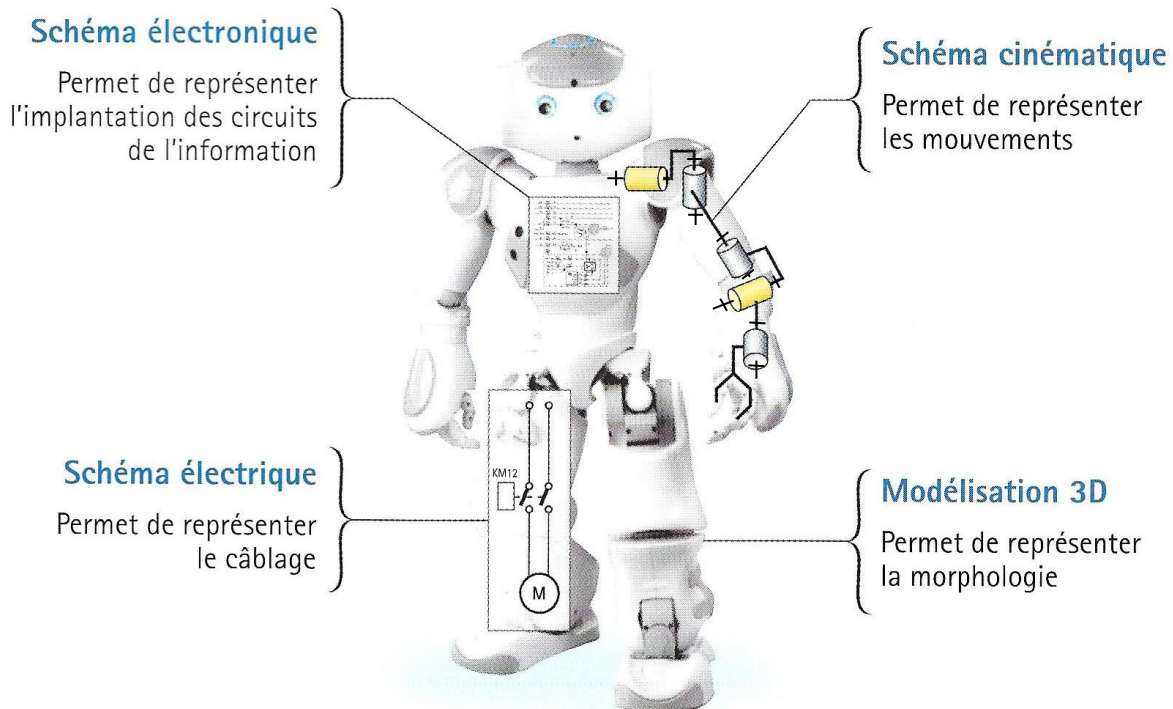 Schéma électronique
Permet de représenter
l'implantation des circuits
de l'information
Schéma cinématique
Permet de représenter
les mouvements
Schéma électrique
Permet de représenter
le câblage
KM12
M
Modélisation 3D
Permet de représenter
la morphologie